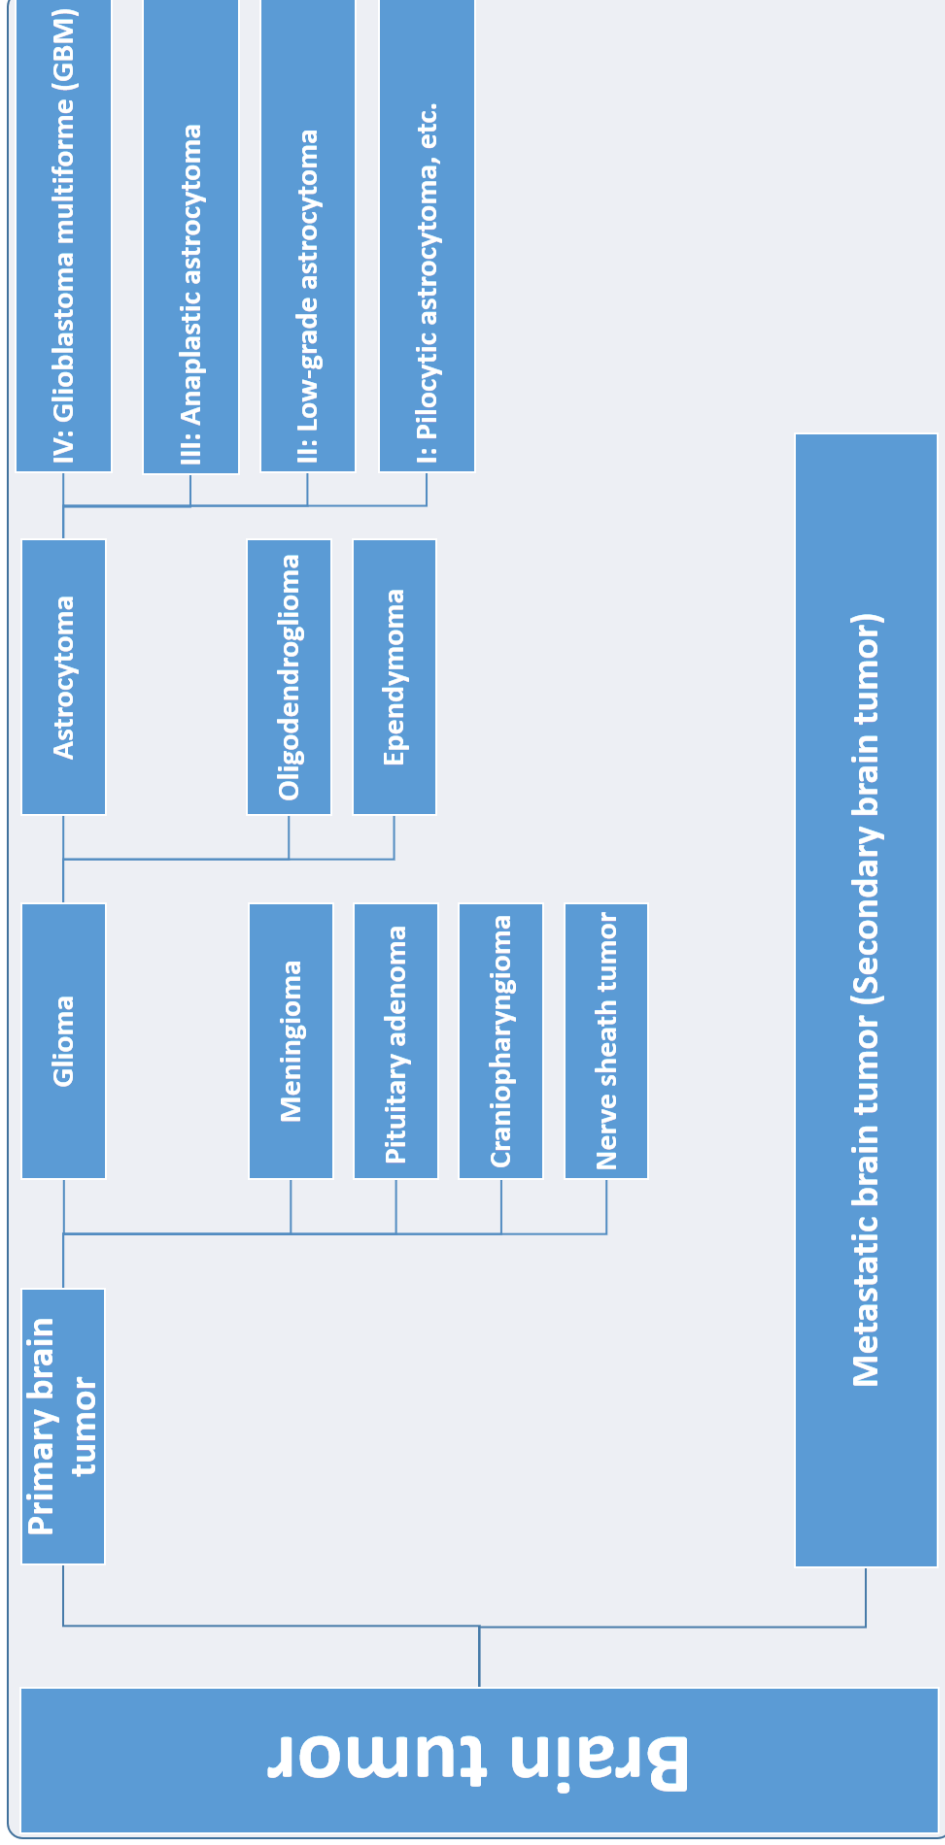 Brain tumor
Primary brain
tumor
Glioma
Astrocytoma
IV: Glioblastoma multiforme (GBM)
III: Anaplastic astrocytoma
II: Low-grade astrocytoma
I: Pilocytic astrocytoma, etc.
Oligodendroglioma
Ependymoma
Meningioma
Pituitary adenoma
Craniopharyngioma
Nerve sheath tumor
Metastatic brain tumor (Secondary brain tumor)